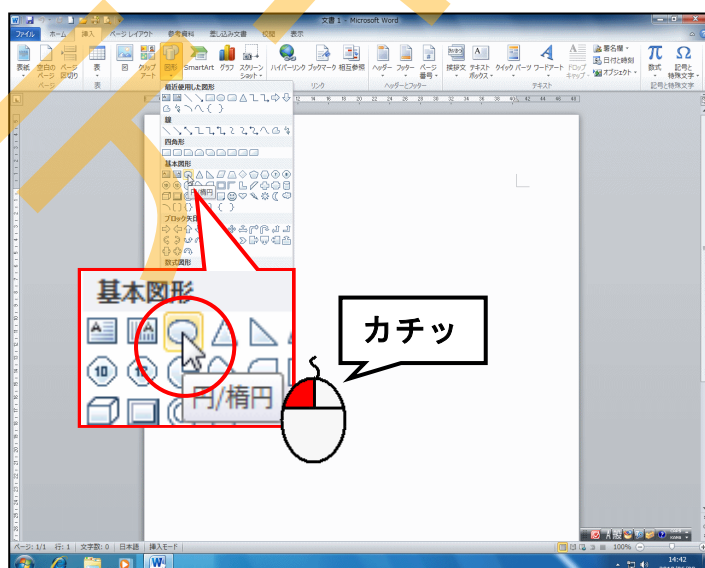 文書 1 - Microsoft Word
ファイル ホーム 挿入 ページ レイアウト 参考資料 差し込み文書 校閲 表示
表紙 空白のページ ページ区切り 表 図 クリップアート 図形 SmartArt グラフ スクリーンショット ハイパーリンク ブックマーク 相互参照 ヘッダー フッター ページ番号 挨拶文 テキストボックス クイック パーツ ワードアート ドロップキャップ 署名欄 日付と時刻 オブジェクト 数式 記号と特殊文字
ページ 表 リンク ヘッダーとフッター テキスト 記号と特殊文字
最近使用した図形
線
四角形
基本図形
円/楕円
ブロック矢印
数式図形
基本図形
円/楕円
カチッ
ページ: 1/1 行: 1 文字数: 0 日本語 挿入モード 100%
14:42